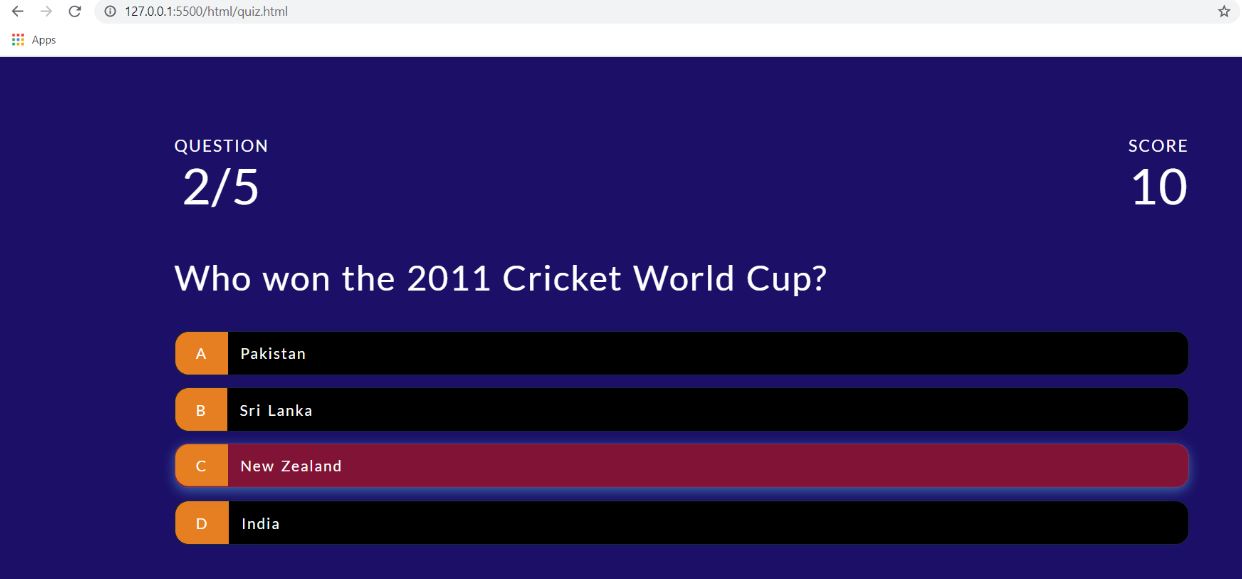 127.0.0.1:5500/html/quiz.html
Apps
QUESTION
2/5
SCORE
10
Who won the 2011 Cricket World Cup?
A Pakistan
B Sri Lanka
C New Zealand
D India